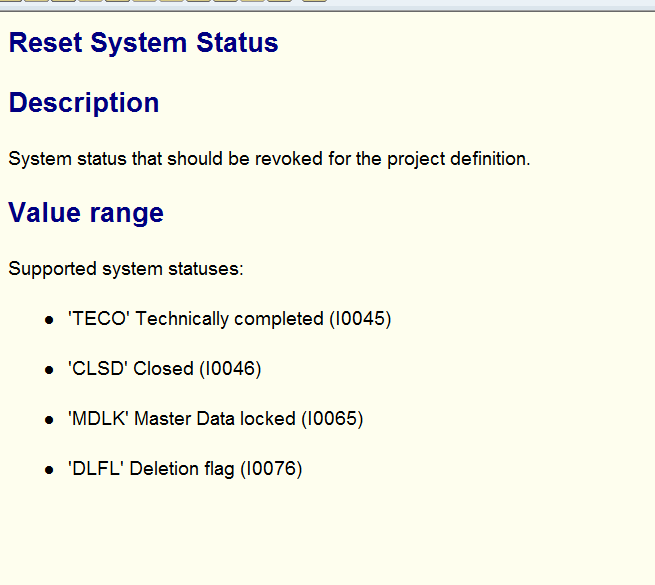 Reset System Status
Description
System status that should be revoked for the project definition.
Value range
Supported system statuses:
● 'TECO' Technically completed (I0045)
● 'CLSD' Closed (I0046)
● 'MDLK' Master Data locked (I0065)
● 'DLFL' Deletion flag (I0076)